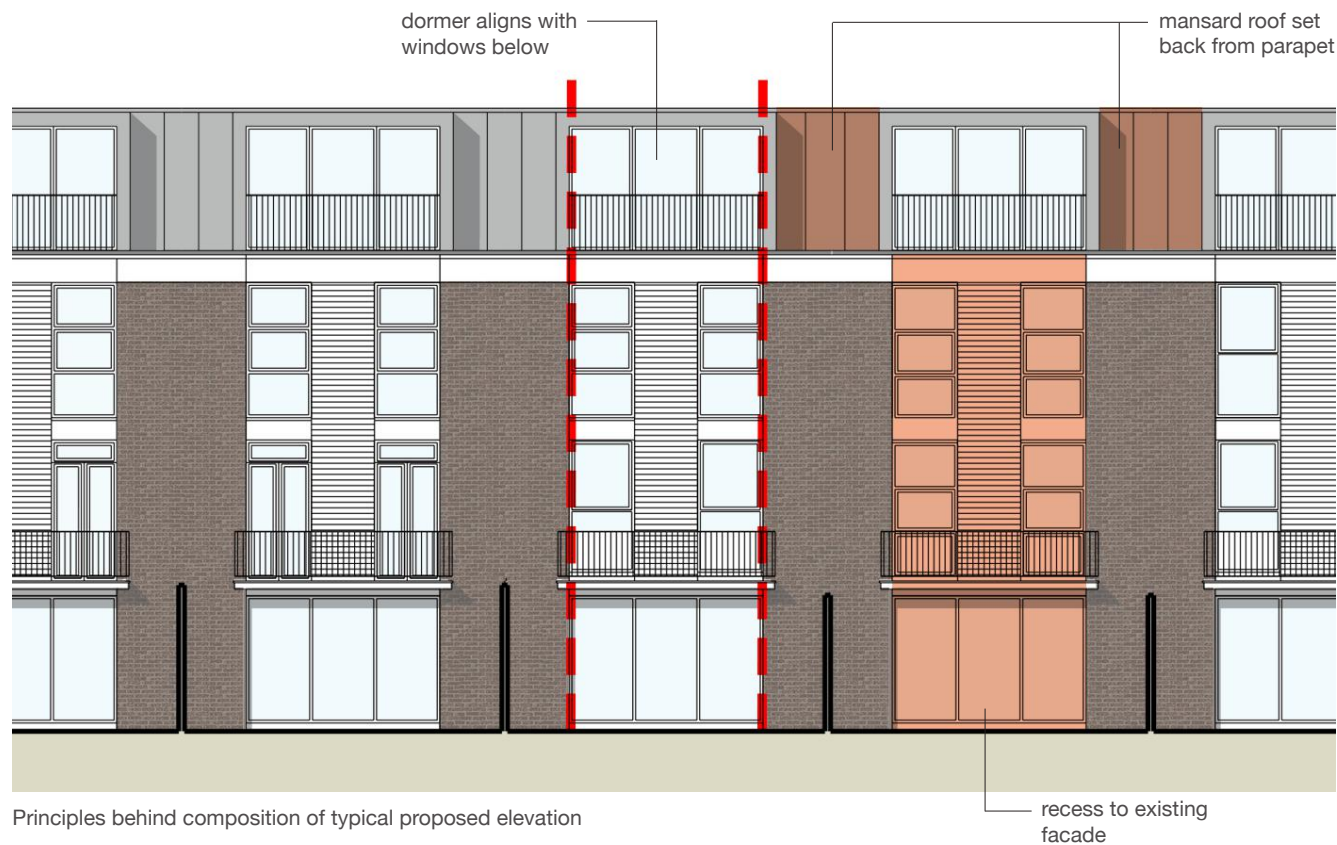 dormer aligns with
windows below
mansard roof set
back from parapet
Principles behind composition of typical proposed elevation
recess to existing
facade